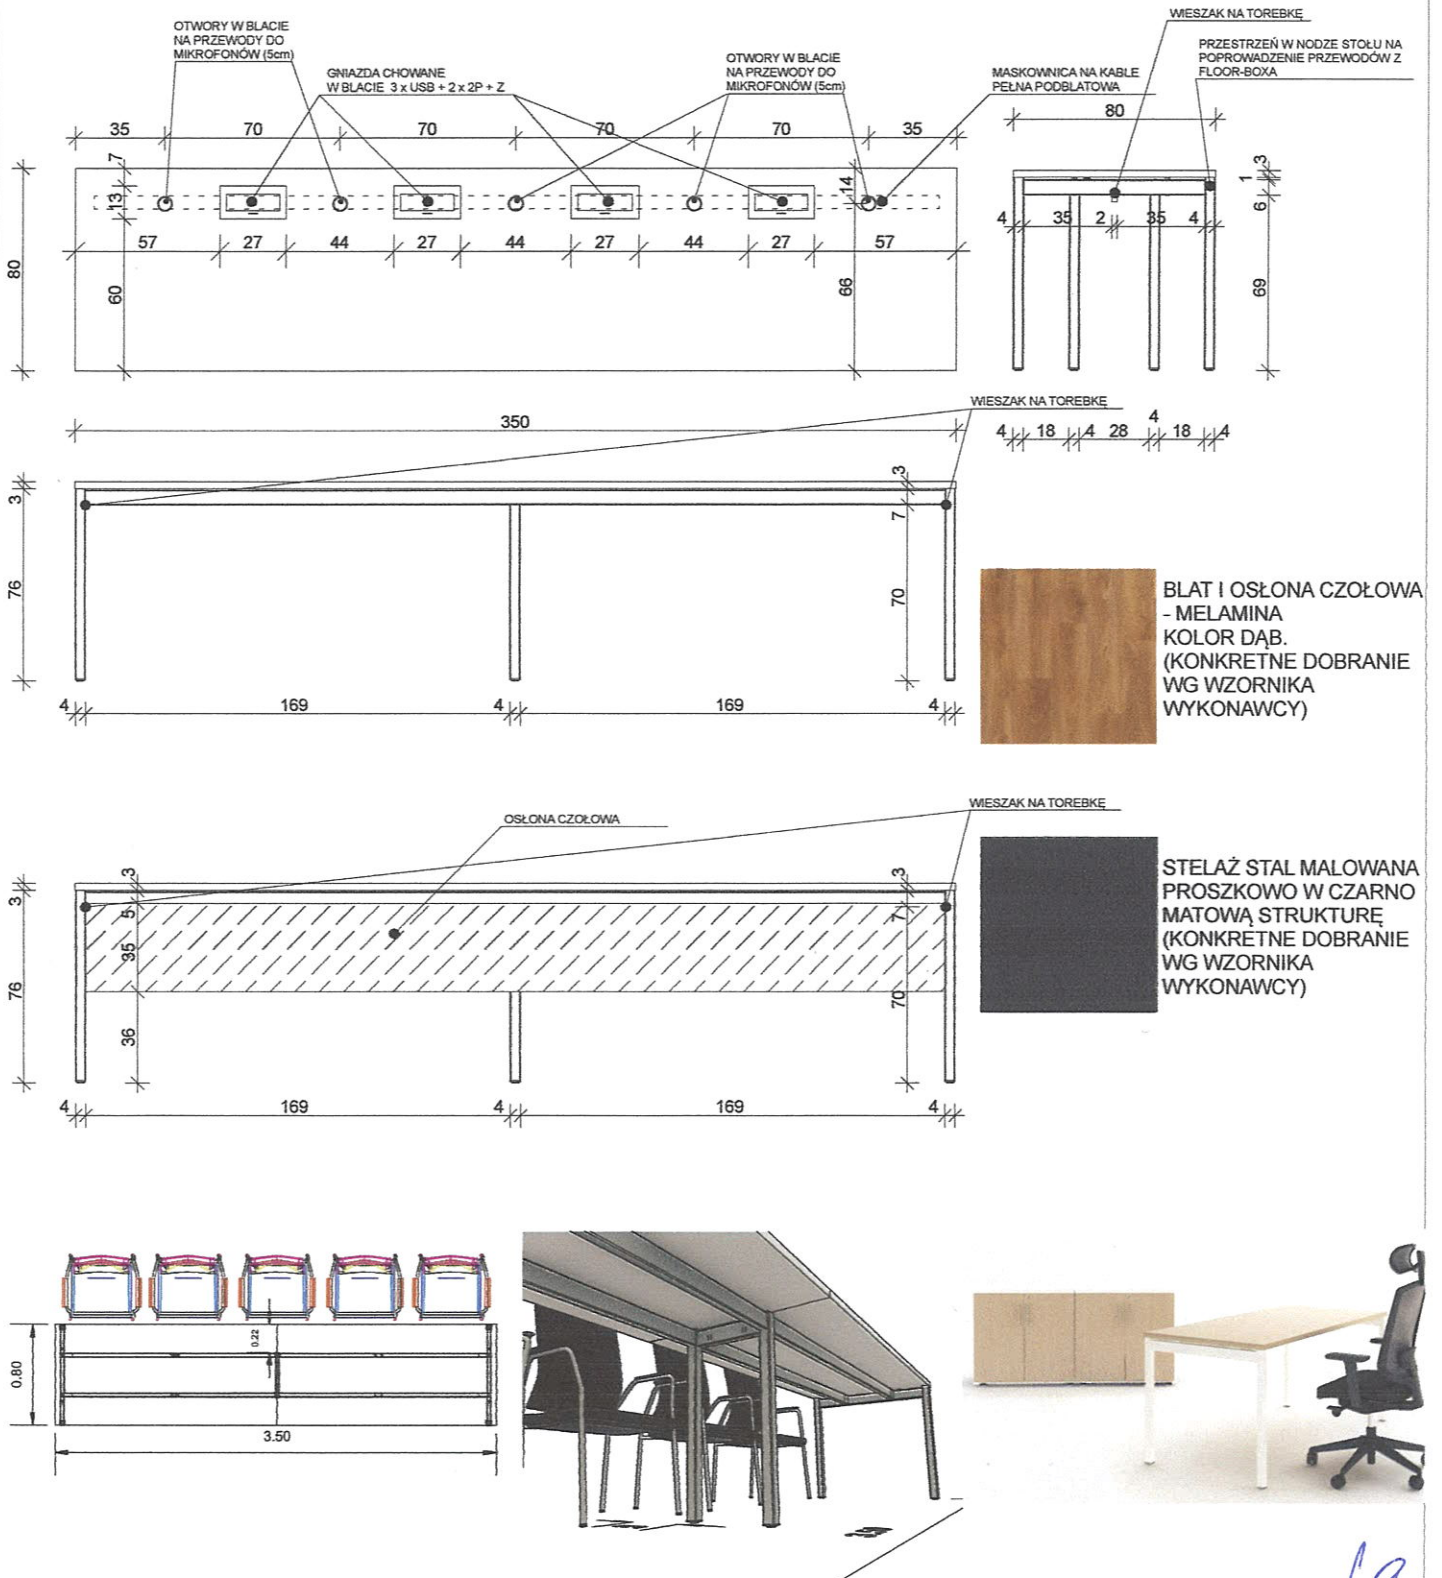 OTWORY W BLACIE
NA PRZEWODY DO
MIKROFONÓW (5cm)
GNIAZDA CHOWANE
W BLACIE 3 x USB + 2 x 2P + Z
OTWORY W BLACIE
NA PRZEWODY DO
MIKROFONÓW (5cm)
MASKOWNICA NA KABLE
PEŁNA PODBLATOWA
WIESZAK NA TOREBKĘ
PRZESTRZEŃ W NODZE STOŁU NA
POPROWADZENIE PRZEWODÓW Z
FLOOR-BOXA
35 70 70 70 70 35
80
7
13
14
57 27 44 27 44 27 44 27 57
80
60
66
3
1
6
4 35 2 35 4
69
WIESZAK NA TOREBKĘ
350
4
4 18 4 28 18 4
3
3
7
76
70
4 169 4 169 4
BLAT I OSŁONA CZOŁOWA
- MELAMINA
KOLOR DĄB.
(KONKRETNE DOBRANIE
WG WZORNIKA
WYKONAWCY)
WIESZAK NA TOREBKĘ
OSŁONA CZOŁOWA
3
3
3
5
7
35
76
70
36
4 169 4 169 4
STELAŻ STAL MALOWANA
PROSZKOWO W CZARNO
MATOWĄ STRUKTURĘ
(KONKRETNE DOBRANIE
WG WZORNIKA
WYKONAWCY)
0.22
0.80
3.50